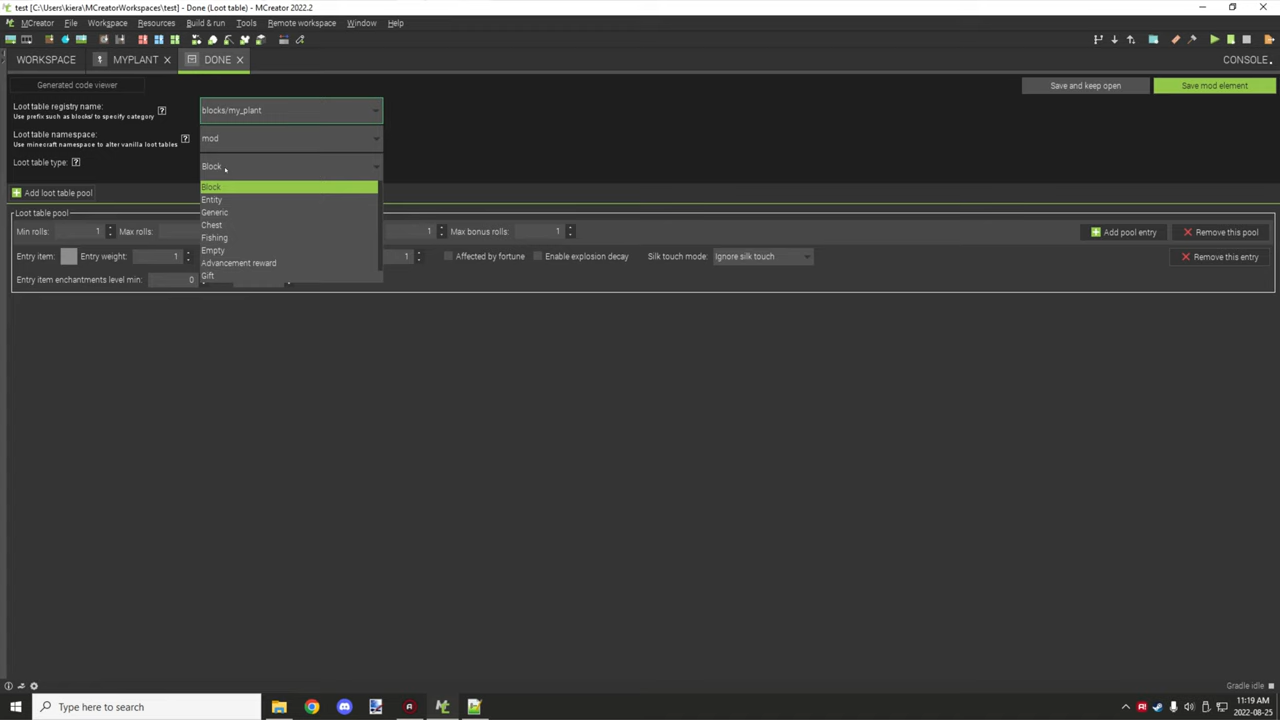 test [C:\Users\kiera\MCreatorWorkspaces\test] - Done (Loot table) - MCreator 2022.2
MCreator File Workspace Resources Build & run Tools Remote workspace Window Help
WORKSPACE MYPLANT DONE CONSOLE
Generated code viewer Save and keep open Save mod element
Loot table registry name:
Use prefix such as blocks/ to specify category
blocks/my_plant
Loot table namespace:
Use minecraft namespace to alter vanilla loot tables
mod
Loot table type: Block
Block
Add loot table pool
Entity
Generic
Loot table pool
Chest
Min rolls: 1 Max rolls: 1 Max bonus rolls: 1 Add pool entry Remove this pool
Fishing
Empty
Entry item: Entry weight: 1 1 Affected by fortune Enable explosion decay Silk touch mode: Ignore silk touch Remove this entry
Advancement reward
Gift
Entry item enchantments level min: 0
Gradle idle
Type here to search
11:19 AM
2022-08-25